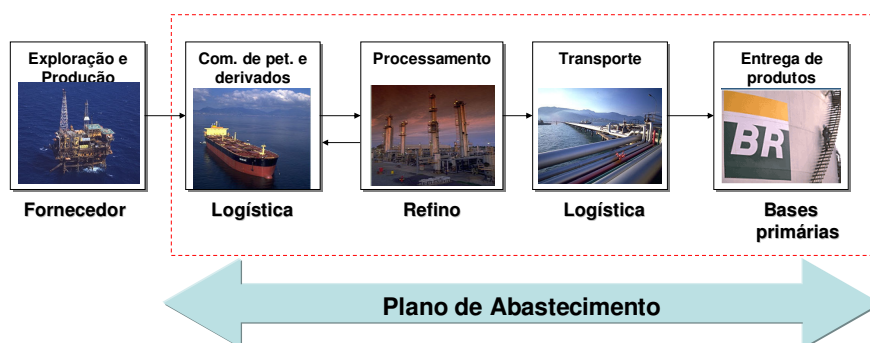 Exploração e
Produção
Com. de pet. e
derivados
Processamento
Transporte
Entrega de
produtos
BR
Fornecedor
Logística
Refino
Logística
Bases
primárias
Plano de Abastecimento